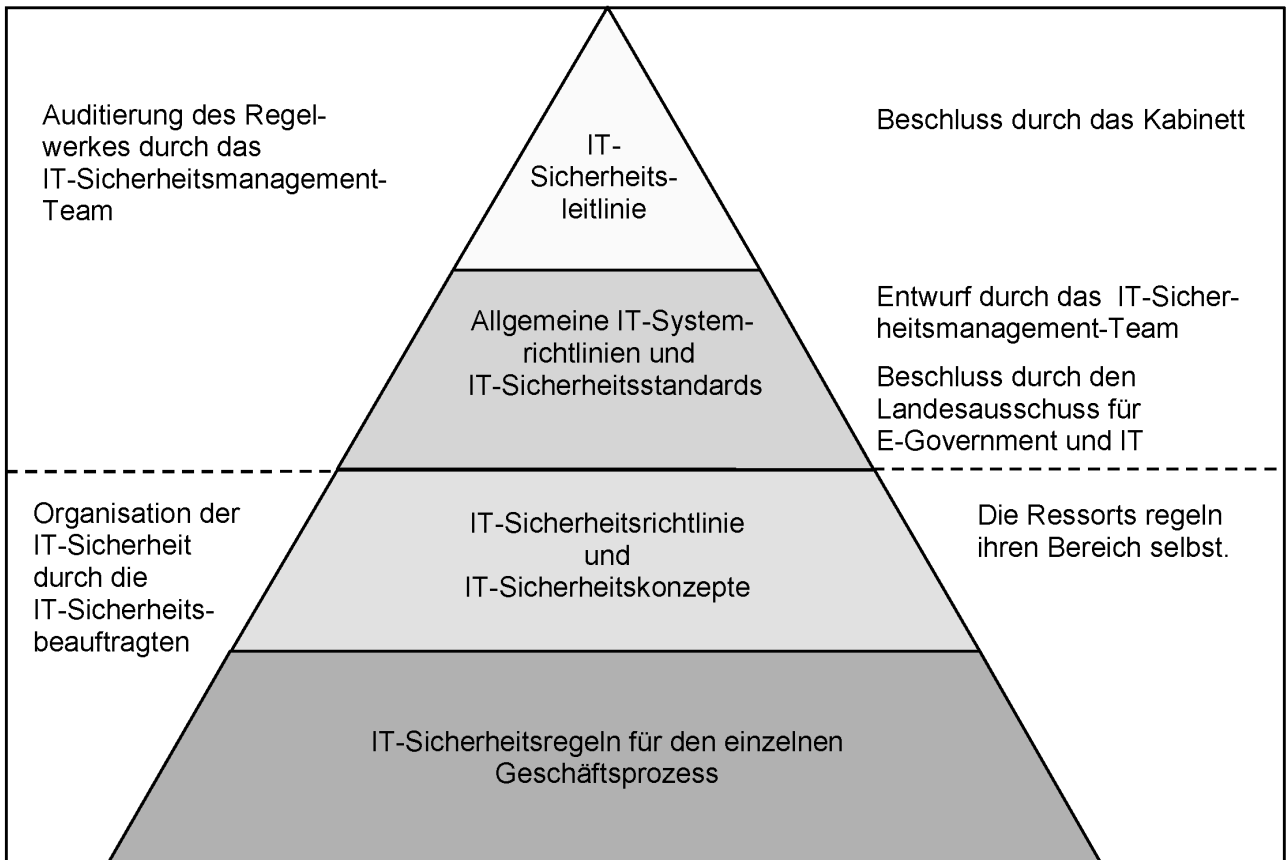 Auditierung des Regel-
werkes durch das
IT-Sicherheitsmanagement-
Team
IT-
Sicherheits-
leitlinie
Beschluss durch das Kabinett
Allgemeine IT-System-
richtlinien und
IT-Sicherheitsstandards
Entwurf durch das IT-Sicher-
heitsmanagement-Team
Beschluss durch den
Landesausschuss für
E-Government und IT
Organisation der
IT-Sicherheit
durch die
IT-Sicherheits-
beauftragten
IT-Sicherheitsrichtlinie
und
IT-Sicherheitskonzepte
Die Ressorts regeln
ihren Bereich selbst.
IT-Sicherheitsregeln für den einzelnen
Geschäftsprozess